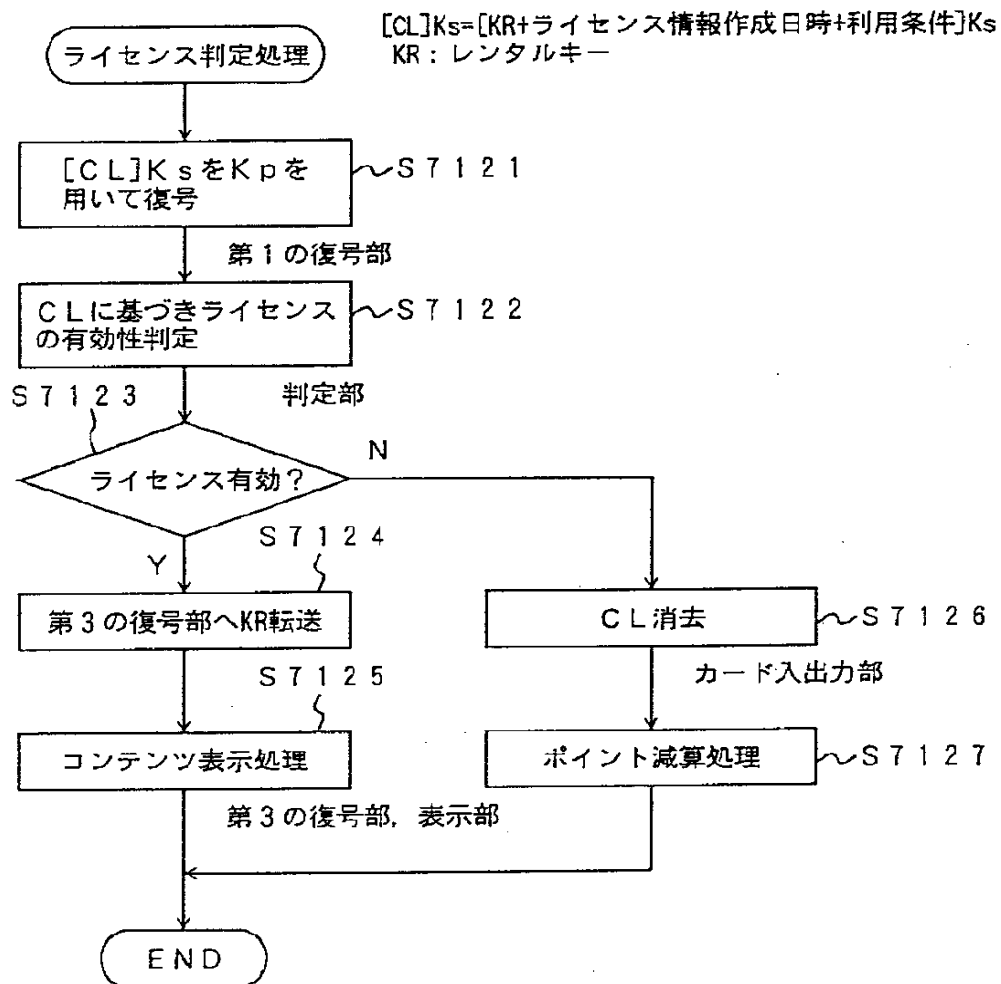 [CL]Ks=[KR+ライセンス情報作成日時+利用条件]Ks
KR:レンタルキー
ライセンス判定処理
[CL]KsをKpを
用いて復号
S7121
第1の復号部
CLに基づきライセンス
の有効性判定
S7122
S7123
判定部
ライセンス有効?
N
Y
S7124
第3の復号部へKR転送
CL消去
S7126
S7125
カード入出力部
コンテンツ表示処理
ポイント減算処理
S7127
第3の復号部,表示部
END